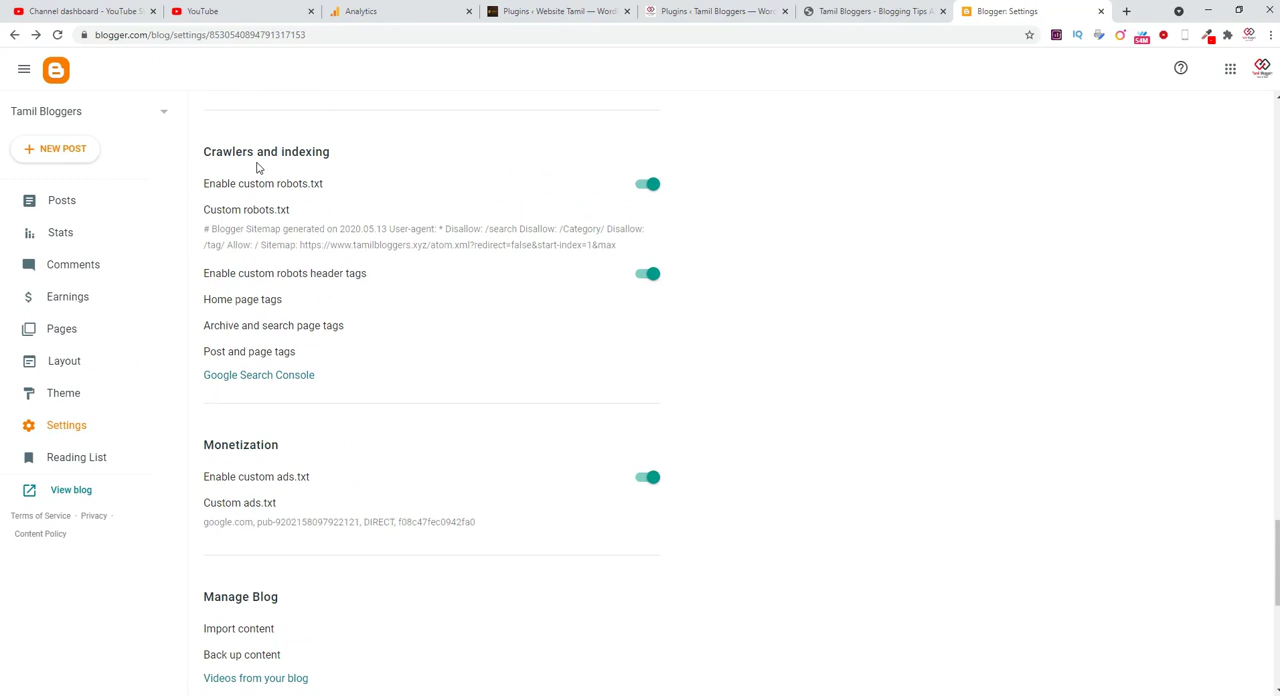 Channel dashboard - YouTube S
YouTube
Analytics
Plugins ‹ Website Tamil — Word
Plugins ‹ Tamil Bloggers — Word
Tamil Bloggers - Blogging Tips A
Blogger: Settings
blogger.com/blog/settings/8530540894791317153
IQ
54M
Tamil Bloggers
NEW POST
Posts
Stats
Comments
Earnings
Pages
Layout
Theme
Settings
Reading List
View blog
Terms of Service · Privacy ·
Content Policy
Crawlers and indexing
Enable custom robots.txt
Custom robots.txt
# Blogger Sitemap generated on 2020.05.13 User-agent: * Disallow: /search Disallow: /Category/ Disallow:
/tag/ Allow: / Sitemap: https://www.tamilbloggers.xyz/atom.xml?redirect=false&start-index=1&max
Enable custom robots header tags
Home page tags
Archive and search page tags
Post and page tags
Google Search Console
Monetization
Enable custom ads.txt
Custom ads.txt
google.com, pub-9202158097922121, DIRECT, f08c47fec0942fa0
Manage Blog
Import content
Back up content
Videos from your blog